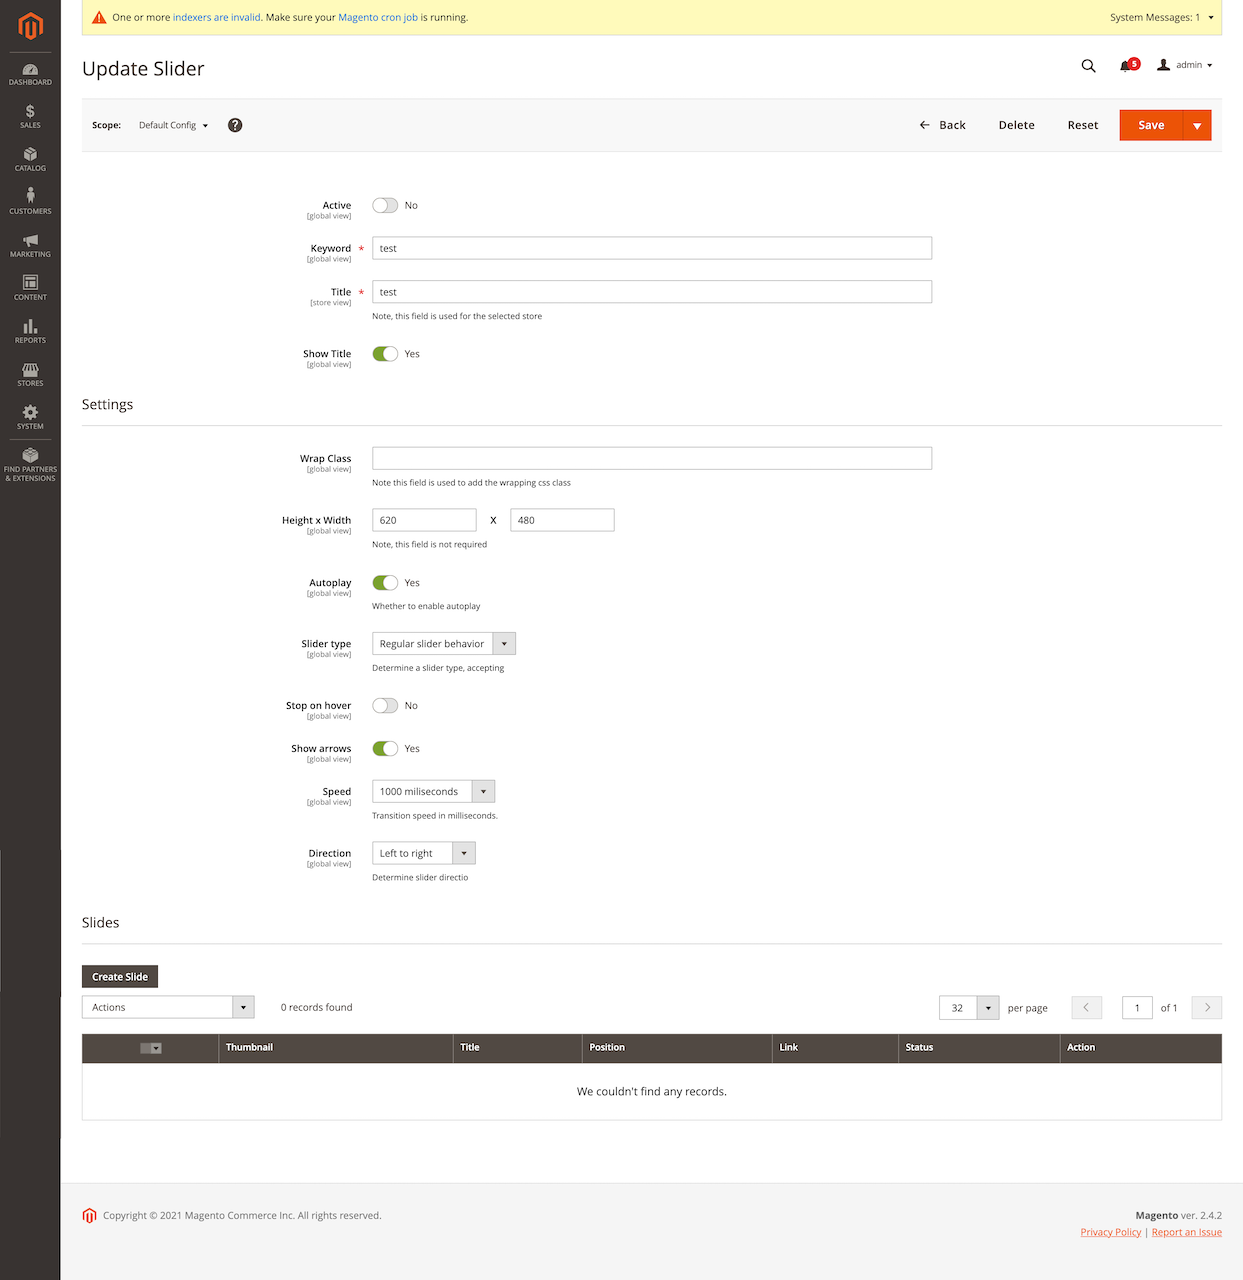 One or more indexers are invalid. Make sure your Magento cron job is running.
System Messages: 1
Update Slider
5
admin
Scope: Default Config ?
Back Delete Reset Save
DASHBOARD
SALES
CATALOG
CUSTOMERS
MARKETING
CONTENT
REPORTS
STORES
SYSTEM
FIND PARTNERS
& EXTENSIONS
Active No
[global view]
Keyword * test
[global view]
Title * test
[store view]
Note, this field is used for the selected store
Show Title Yes
[global view]
Settings
Wrap Class
[global view]
Note this field is used to add the wrapping css class
Height x Width 620 X 480
[global view]
Note, this field is not required
Autoplay Yes
[global view]
Whether to enable autoplay
Slider type Regular slider behavior
[global view]
Determine a slider type, accepting
Stop on hover No
[global view]
Show arrows Yes
[global view]
Speed 1000 miliseconds
[global view]
Transition speed in milliseconds.
Direction Left to right
[global view]
Determine slider directio
Slides
Create Slide
Actions 0 records found 32 per page 1 of 1
Thumbnail Title Position Link Status Action
We couldn't find any records.
Copyright © 2021 Magento Commerce Inc. All rights reserved.
Magento ver. 2.4.2
Privacy Policy | Report an Issue